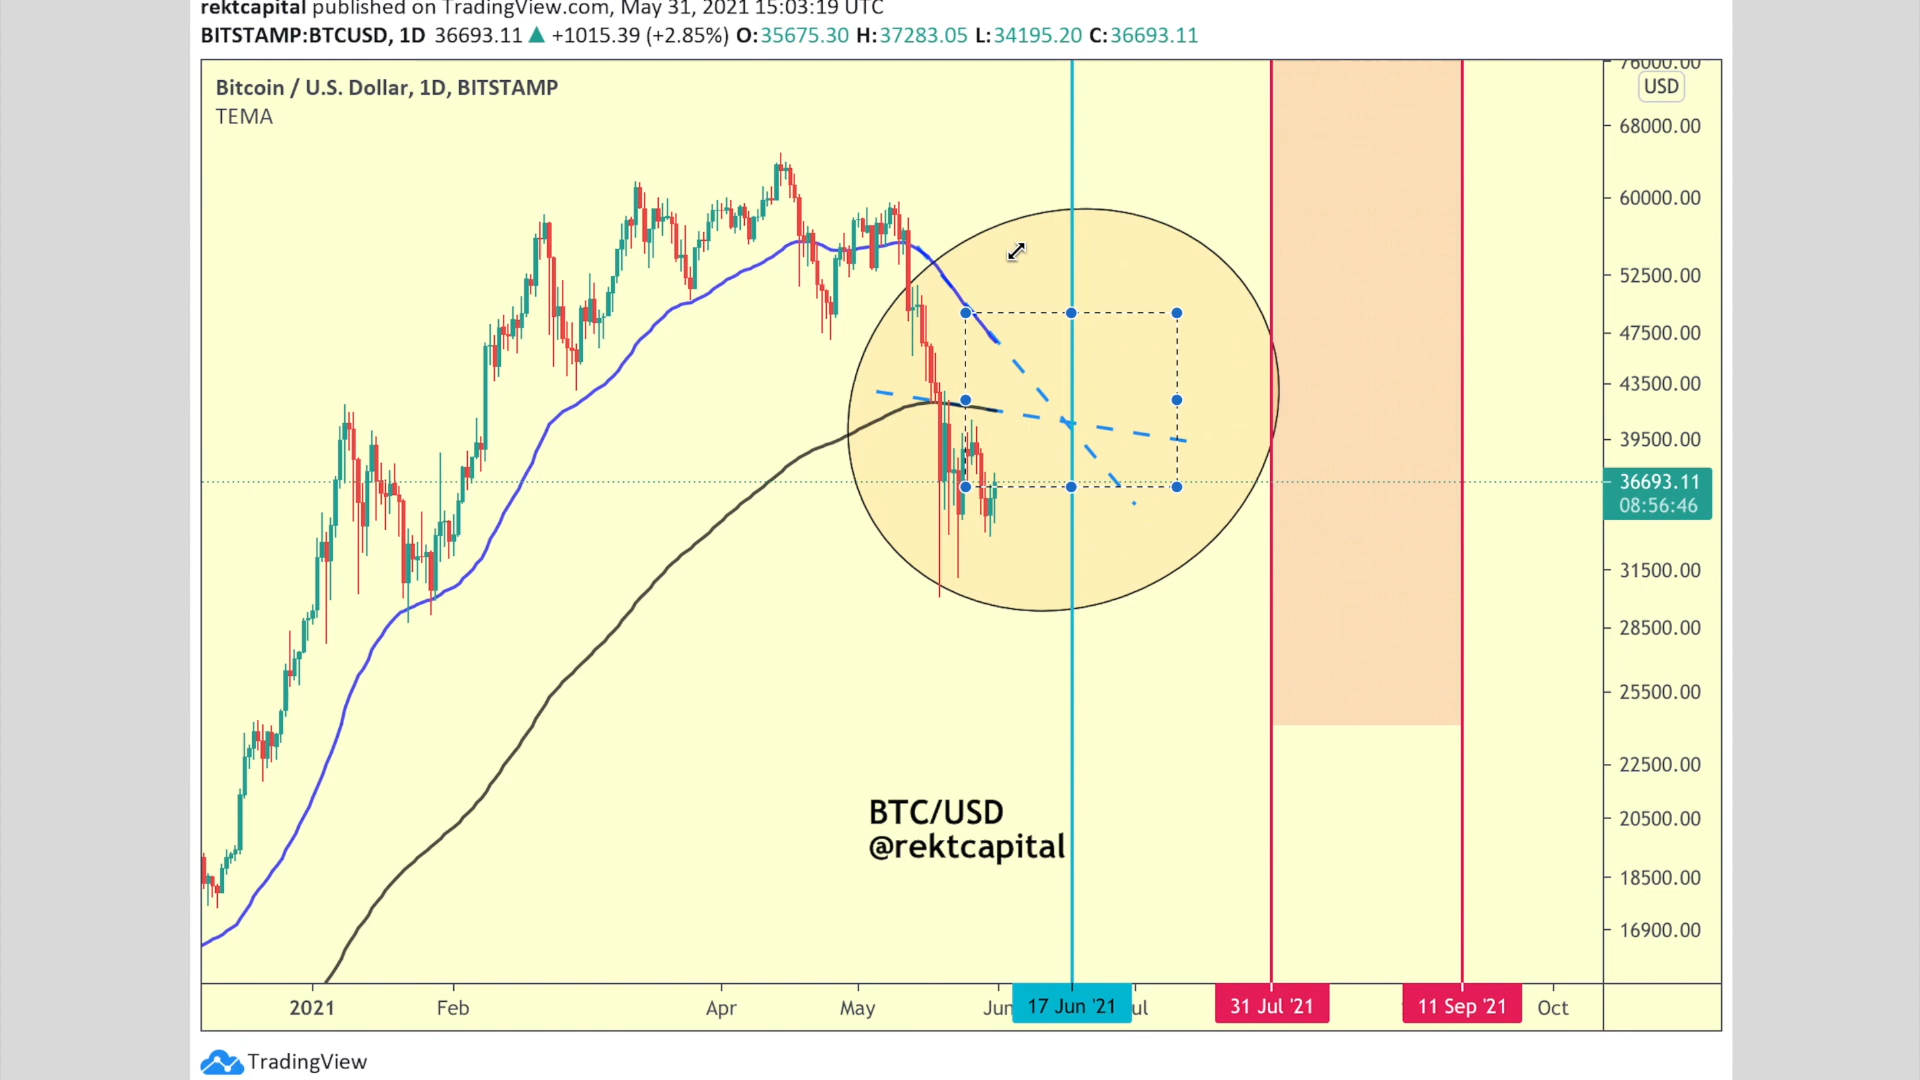 rektcapital published on TradingView.com, May 31, 2021 15:03:19 UTC
BITSTAMP:BTCUSD, 1D 36693.11 ▲ +1015.39 (+2.85%) O:35675.30 H:37283.05 L:34195.20 C:36693.11
Bitcoin / U.S. Dollar, 1D, BITSTAMP
TEMA
76000.00
USD
68000.00
60000.00
52500.00
47500.00
43500.00
39500.00
36693.11
08:56:46
31500.00
28500.00
25500.00
22500.00
20500.00
18500.00
16900.00
BTC/USD
@rektcapital
2021 Feb Apr May Jun 17 Jun '21 ul 31 Jul '21 11 Sep '21 Oct
TradingView